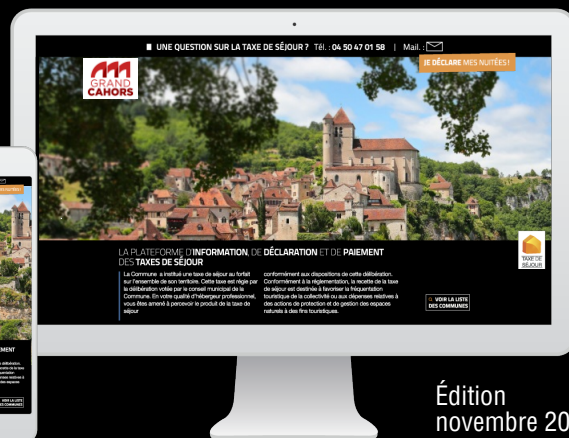 UNE QUESTION SUR LA TAXE DE SÉJOUR ? Tél. : 04 50 47 01 58 | Mail. :
JE DÉCLARE MES NUITÉES !
GRAND
CAHORS
LA PLATEFORME D'INFORMATION, DE DÉCLARATION ET DE PAIEMENT
DES TAXES DE SÉJOUR
La Commune a institué une taxe de séjour au forfait
sur l'ensemble de son territoire. Cette taxe est régie par
la délibération votée par le conseil municipal de la
Commune. En votre qualité d'hébergeur professionnel,
vous êtes amené à percevoir le produit de la taxe de
séjour
conformément aux dispositions de cette délibération.
Conformément à la réglementation, la recette de la taxe
de séjour est destinée à favoriser la fréquentation
touristique de la collectivité ou aux dépenses relatives à
des actions de protection et de gestion des espaces
naturels à des fins touristiques.
TAXE DE
SÉJOUR
VOIR LA LISTE
DES COMMUNES
EMENT
VOIR LA LISTE
DES COMMUNES
Édition
novembre 20